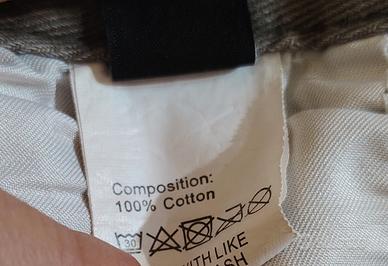 Composition:
100% Cotton
30
WITH LIKE